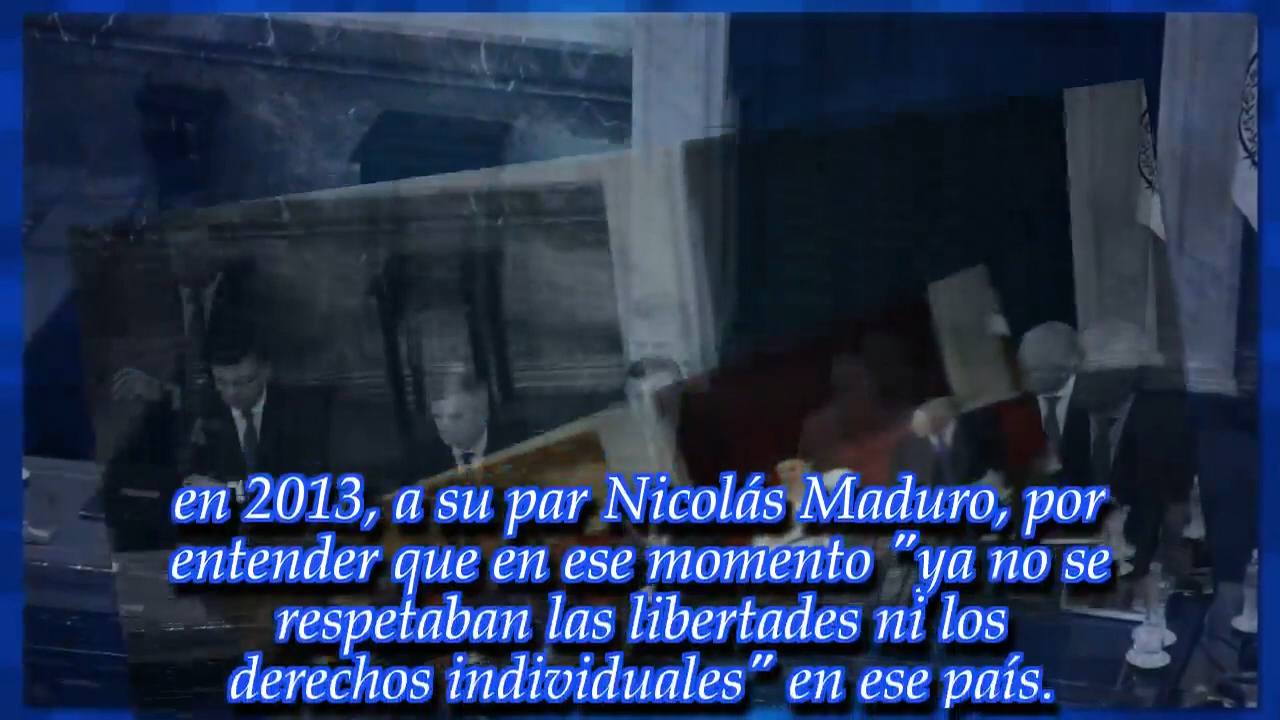 en 2013, a su par Nicolás Maduro, por
entender que en ese momento "ya no se
respetaban las libertades ni los
derechos individuales" en ese país.